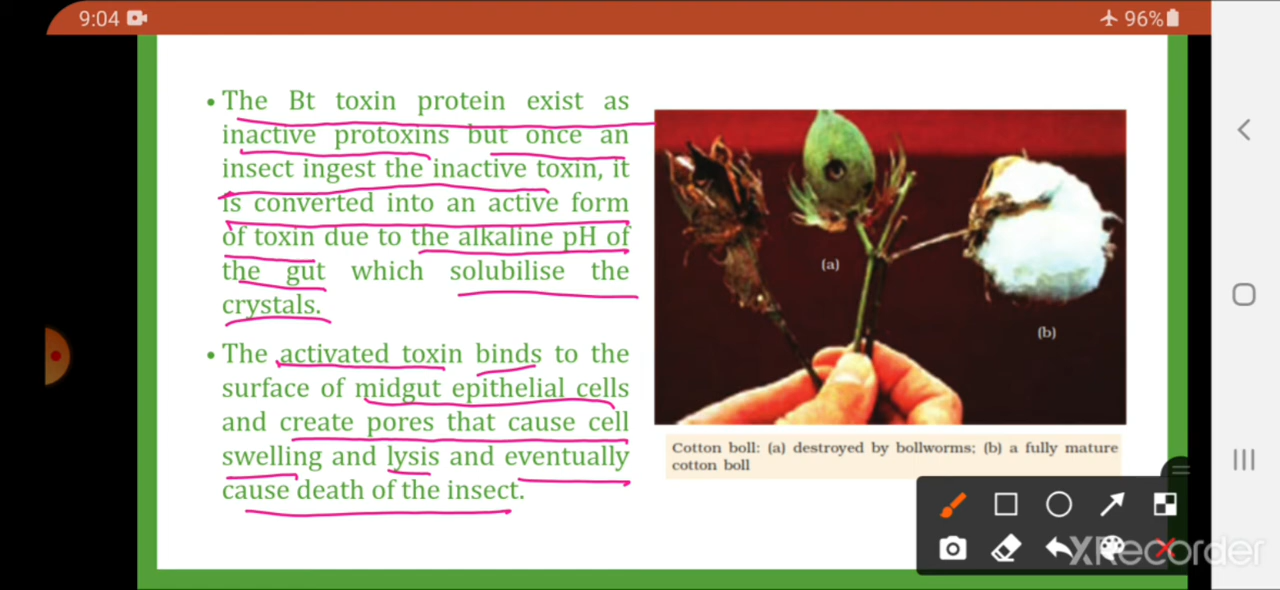 9:04
96%
• The Bt toxin protein exist as
inactive protoxins but once an
insect ingest the inactive toxin, it
is converted into an active form
of toxin due to the alkaline pH of
the gut which solubilise the
crystals.
• The activated toxin binds to the
surface of midgut epithelial cells
and create pores that cause cell
swelling and lysis and eventually
cause death of the insect.
(a)
(b)
Cotton boll: (a) destroyed by bollworms; (b) a fully mature
cotton boll
XRecorder